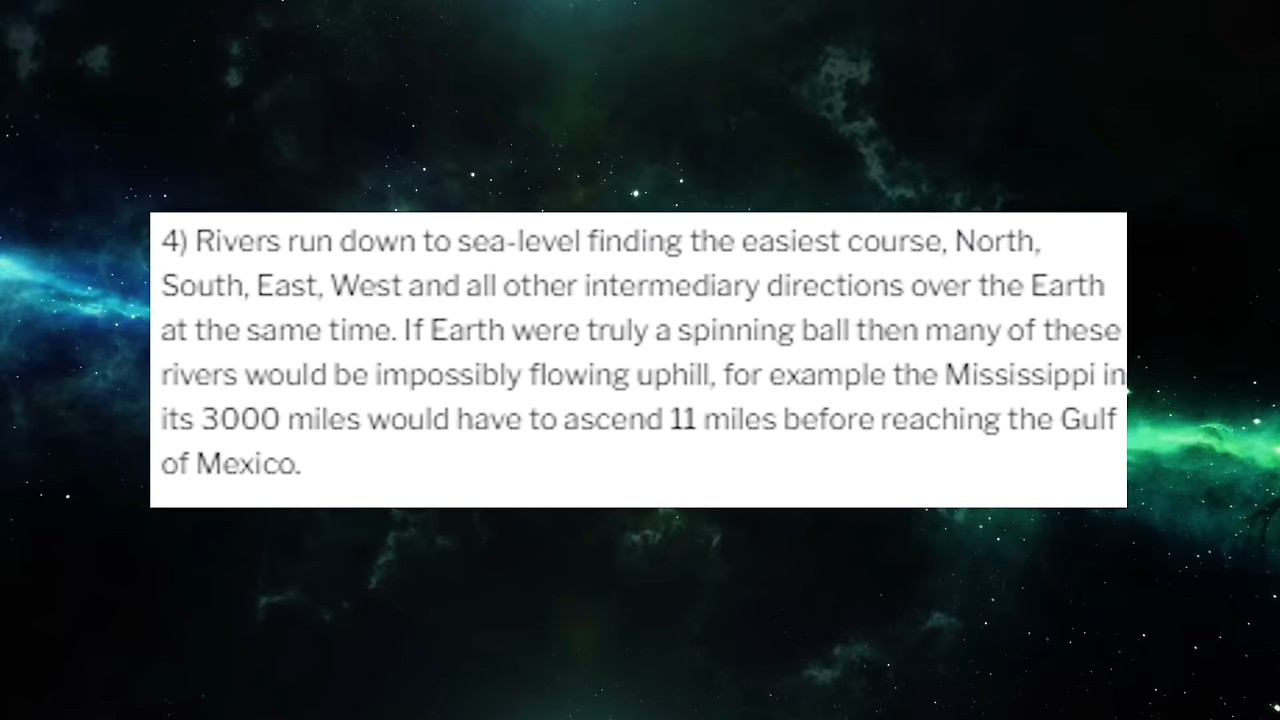 4) Rivers run down to sea-level finding the easiest course, North,
South, East, West and all other intermediary directions over the Earth
at the same time. If Earth were truly a spinning ball then many of these
rivers would be impossibly flowing uphill, for example the Mississippi in
its 3000 miles would have to ascend 11 miles before reaching the Gulf
of Mexico.